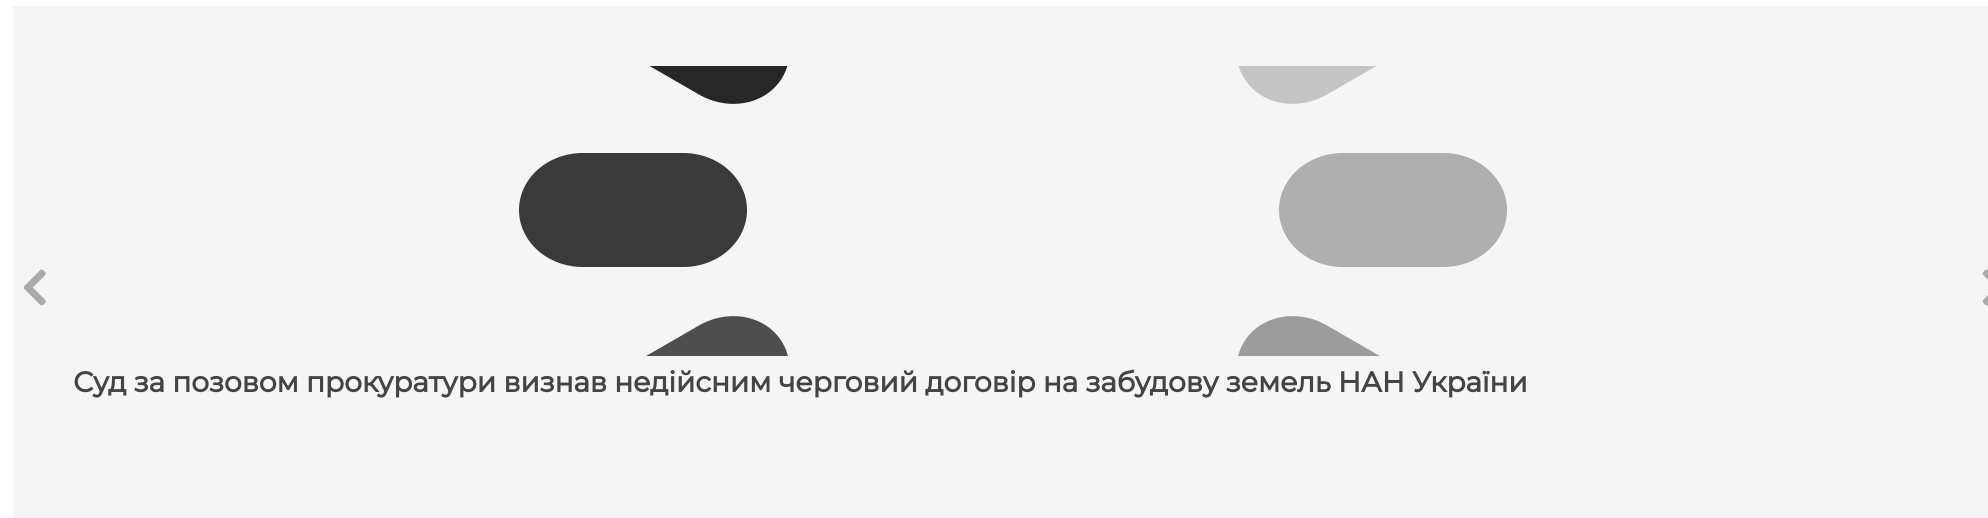 Суд за позовом прокуратури визнав недійсним черговий договір на забудову земель НАН України